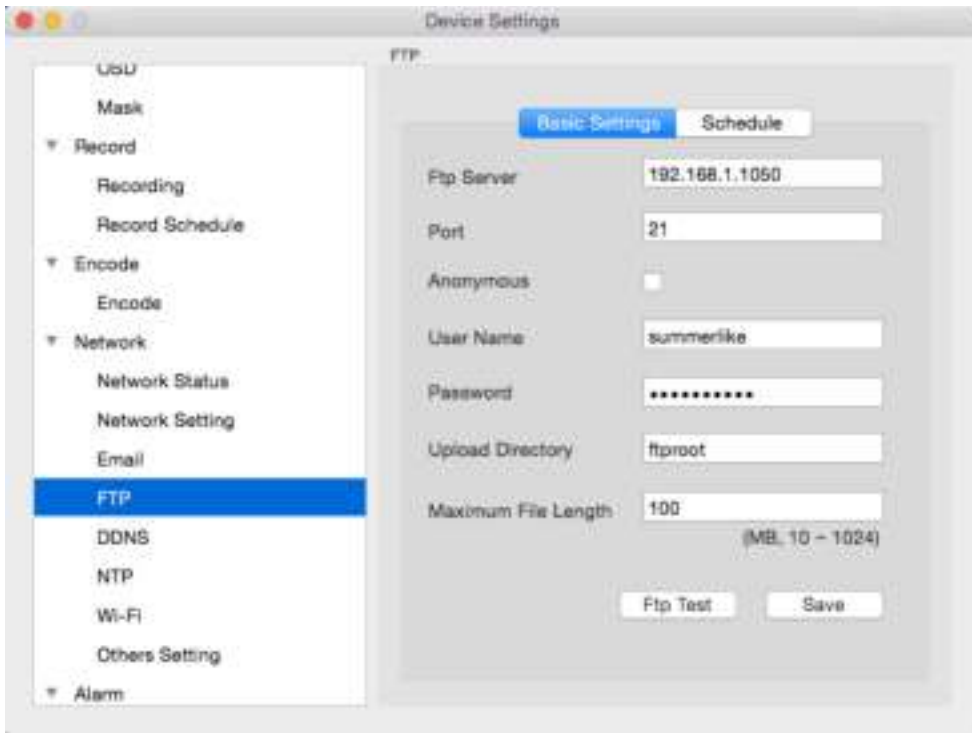 Device Settings
OSD
Mask
Record
Recording
Record Schedule
Encode
Encode
Network
Network Status
Network Setting
Email
FTP
DDNS
NTP
Wi-Fi
Others Setting
Alarm
FTP
Basic Settings Schedule
Ftp Server 192.168.1.1050
Port 21
Anonymous
User Name summerlike
Password ••••••••••
Upload Directory ftproot
Maximum File Length 100
(MB, 10 ~ 1024)
Ftp Test Save